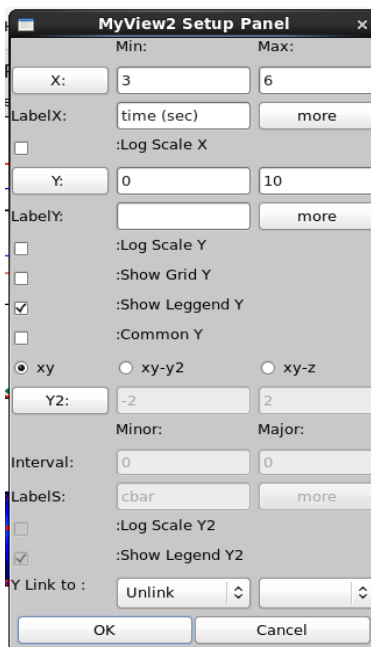 MyView2 Setup Panel
Min: Max:
X: 3 6
LabelX: time (sec) more
:Log Scale X
Y: 0 10
LabelY: more
:Log Scale Y
:Show Grid Y
:Show Leggend Y
:Common Y
xy xy-y2 xy-z
Y2: -2 2
Minor: Major:
Interval: 0 0
LabelS: cbar more
:Log Scale Y2
:Show Legend Y2
Y Link to : Unlink
OK Cancel